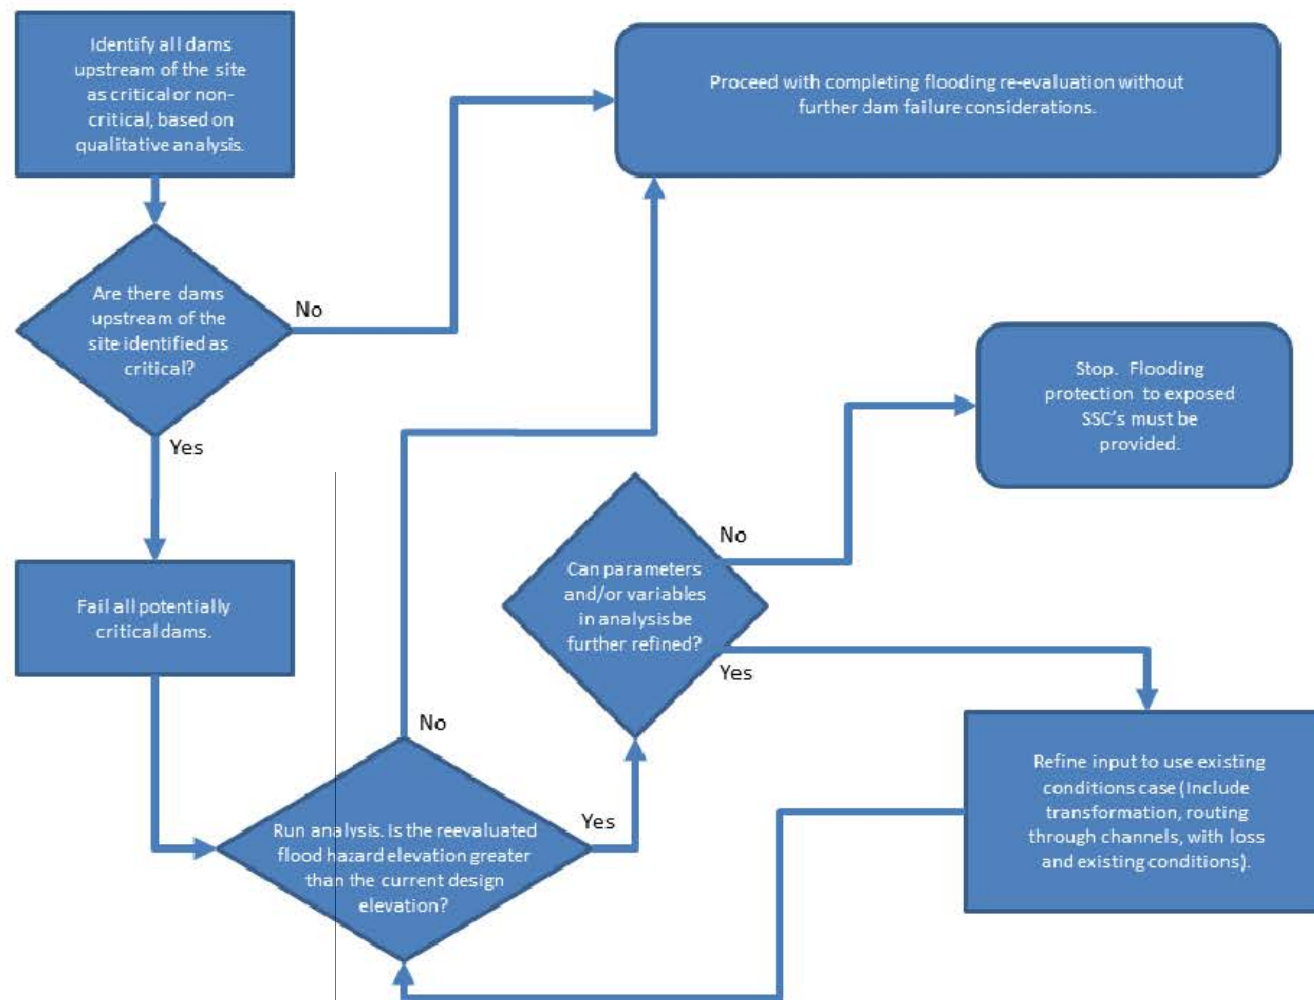 Identify all dams
upstream of the site
as critical or non-
critical, based on
qualitative analysis.
Proceed with completing flooding re-evaluation without
further dam failure considerations.
Are there dams
upstream of the
site identified as
critical?
No
Yes
Stop. Flooding
protection to exposed
SSC's must be
provided.
Fail all potentially
critical dams.
Can parameters
and/or variables
in analysis be
further refined?
No
Yes
Run analysis. Is the reevaluated
flood hazard elevation greater
than the current design
elevation?
No
Yes
Refine input to use existing
conditions case (Include
transformation, routing
through channels, with loss
and existing conditions).